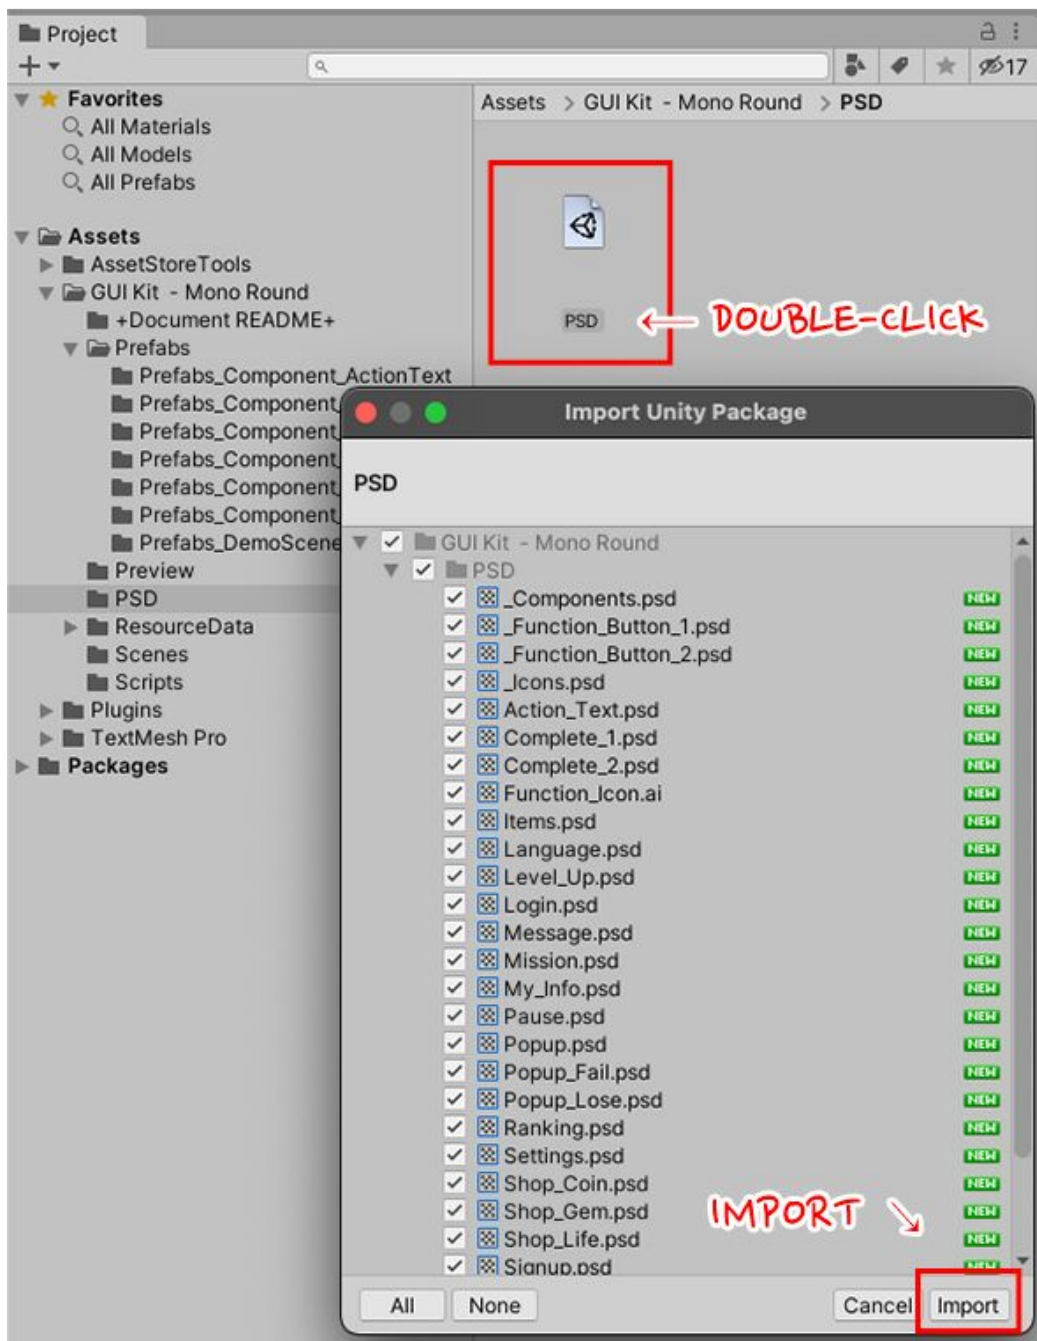 Project
17
Favorites
All Materials
All Models
All Prefabs
Assets
AssetStoreTools
GUI Kit - Mono Round
+Document README+
Prefabs
Prefabs_Component_ActionText
Prefabs_Component_
Prefabs_Component_
Prefabs_Component_
Prefabs_Component_
Prefabs_Component_
Prefabs_DemoScene
Preview
PSD
ResourceData
Scenes
Scripts
Plugins
TextMesh Pro
Packages
Assets > GUI Kit - Mono Round > PSD
PSD
← DOUBLE-CLICK
Import Unity Package
PSD
GUI Kit - Mono Round
PSD
_Components.psd NEW
_Function_Button_1.psd NEW
_Function_Button_2.psd NEW
_Icons.psd NEW
Action_Text.psd NEW
Complete_1.psd NEW
Complete_2.psd NEW
Function_Icon.ai NEW
Items.psd NEW
Language.psd NEW
Level_Up.psd NEW
Login.psd NEW
Message.psd NEW
Mission.psd NEW
My_Info.psd NEW
Pause.psd NEW
Popup.psd NEW
Popup_Fail.psd NEW
Popup_Lose.psd NEW
Ranking.psd NEW
Settings.psd NEW
Shop_Coin.psd NEW
Shop_Gem.psd NEW
Shop_Life.psd NEW
Signup.psd NEW
IMPORT ↘
All None Cancel Import